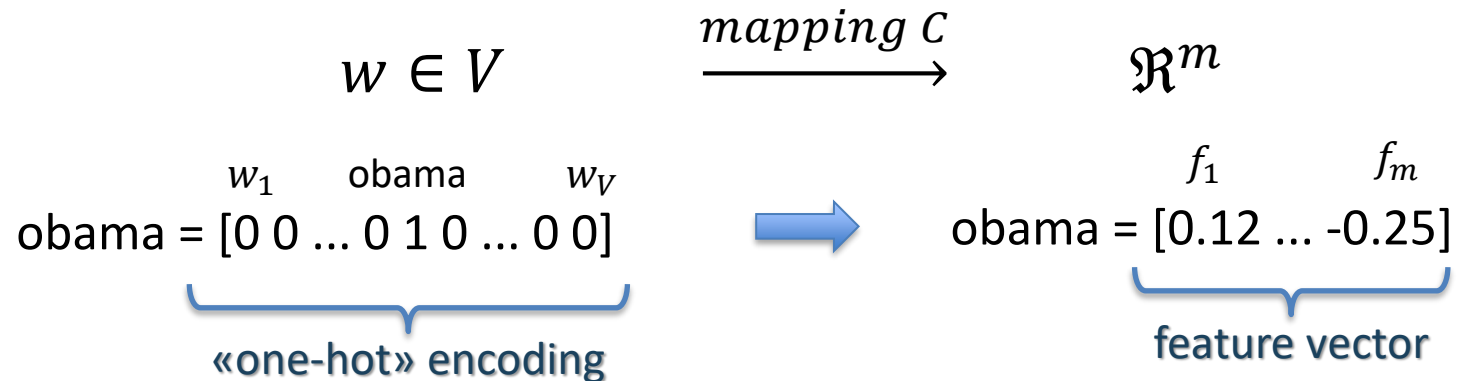 w ∈ V mapping C ℜ^m
w_1 obama w_V f_1 f_m
obama = [0 0 ... 0 1 0 ... 0 0] obama = [0.12 ... -0.25]
«one-hot» encoding feature vector